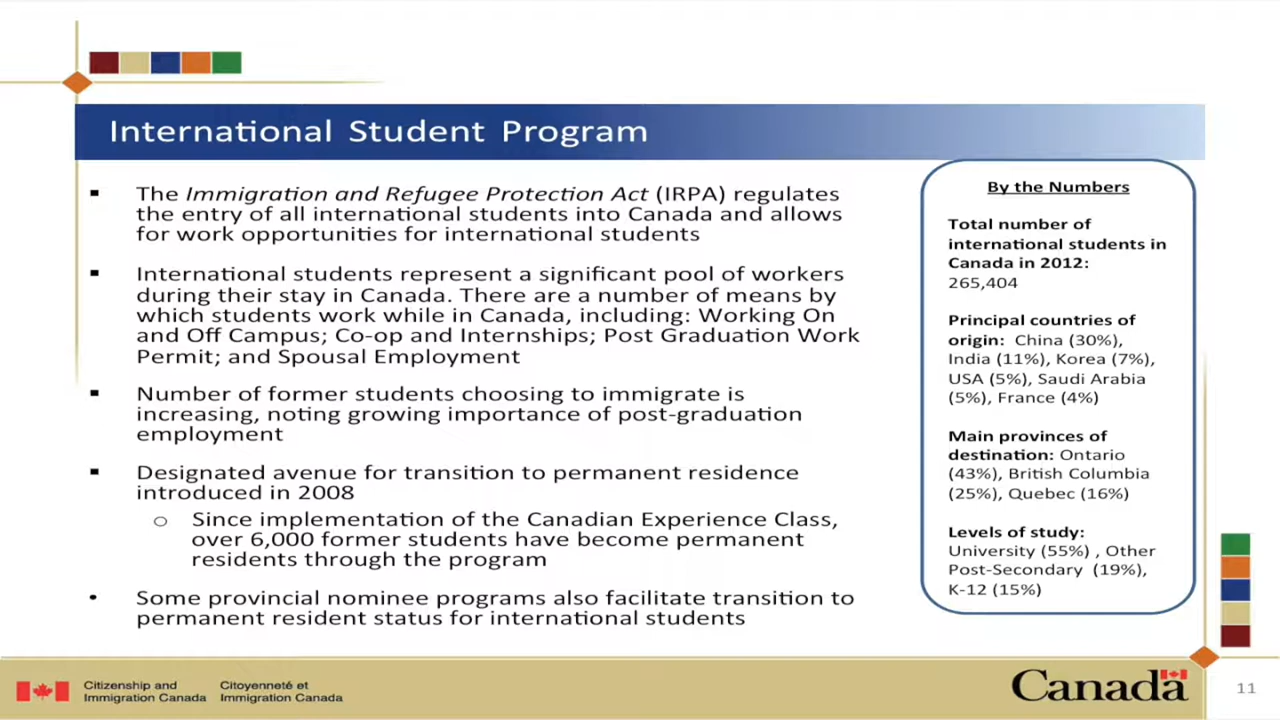 International Student Program
▪ The Immigration and Refugee Protection Act (IRPA) regulates
the entry of all international students into Canada and allows
for work opportunities for international students
▪ International students represent a significant pool of workers
during their stay in Canada. There are a number of means by
which students work while in Canada, including: Working On
and Off Campus; Co-op and Internships; Post Graduation Work
Permit; and Spousal Employment
▪ Number of former students choosing to immigrate is
increasing, noting growing importance of post-graduation
employment
▪ Designated avenue for transition to permanent residence
introduced in 2008
○ Since implementation of the Canadian Experience Class,
over 6,000 former students have become permanent
residents through the program
• Some provincial nominee programs also facilitate transition to
permanent resident status for international students
By the Numbers
Total number of
international students in
Canada in 2012:
265,404
Principal countries of
origin: China (30%),
India (11%), Korea (7%),
USA (5%), Saudi Arabia
(5%), France (4%)
Main provinces of
destination: Ontario
(43%), British Columbia
(25%), Quebec (16%)
Levels of study:
University (55%) , Other
Post-Secondary (19%),
K-12 (15%)
Citizenship and
Immigration Canada
Citoyenneté et
Immigration Canada
Canada
11